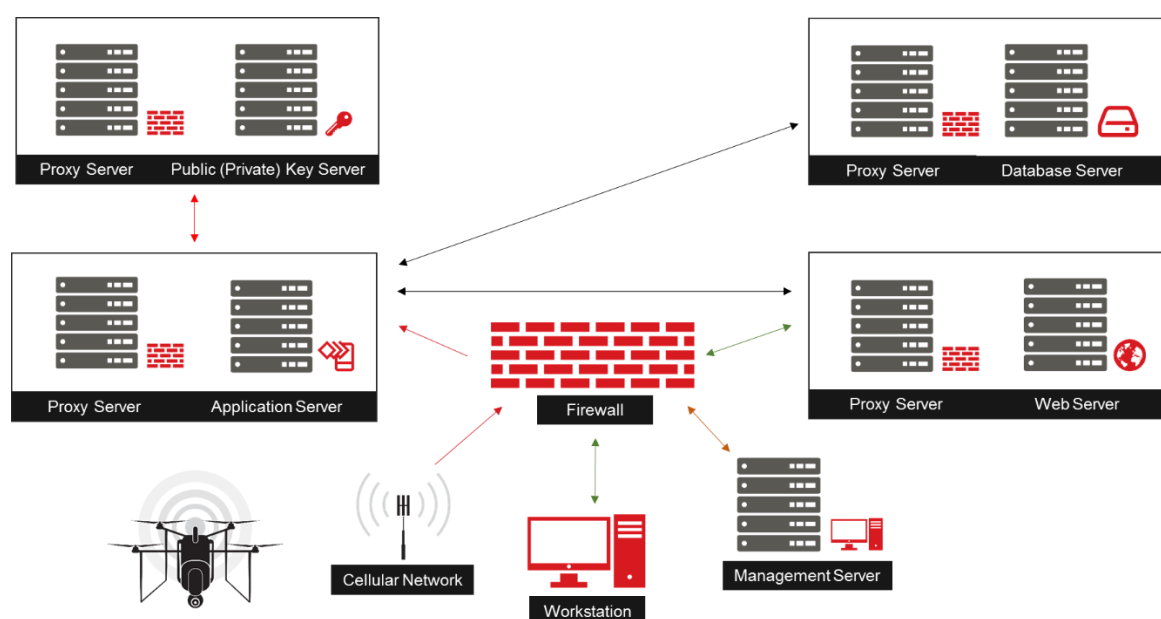 Proxy Server
Public (Private) Key Server
Proxy Server
Database Server
Proxy Server
Application Server
Firewall
Proxy Server
Web Server
Cellular Network
Workstation
Management Server